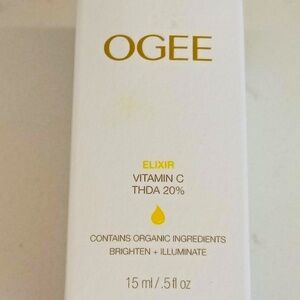 OGEE
ELIXIR
VITAMIN C
THDA 20%
CONTAINS ORGANIC INGREDIENTS
BRIGHTEN + ILLUMINATE
15 ml / .5 fl oz